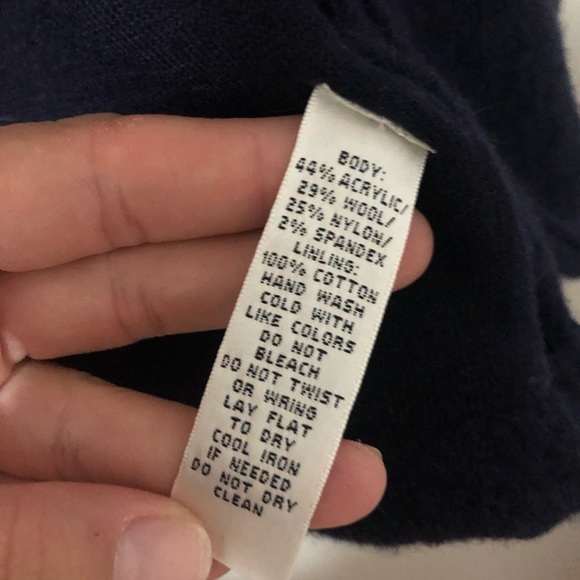 BODY:
44% ACRYLIC/
29% WOOL/
25% NYLON/
2% SPANDEX
LINLING:
100% COTTON
HAND WASH
COLD WITH
LIKE COLORS
DO NOT
BLEACH
DO NOT TWIST
OR WRING
LAY FLAT
TO DRY
COOL IRON
IF NEEDED
DO NOT DRY
CLEAN